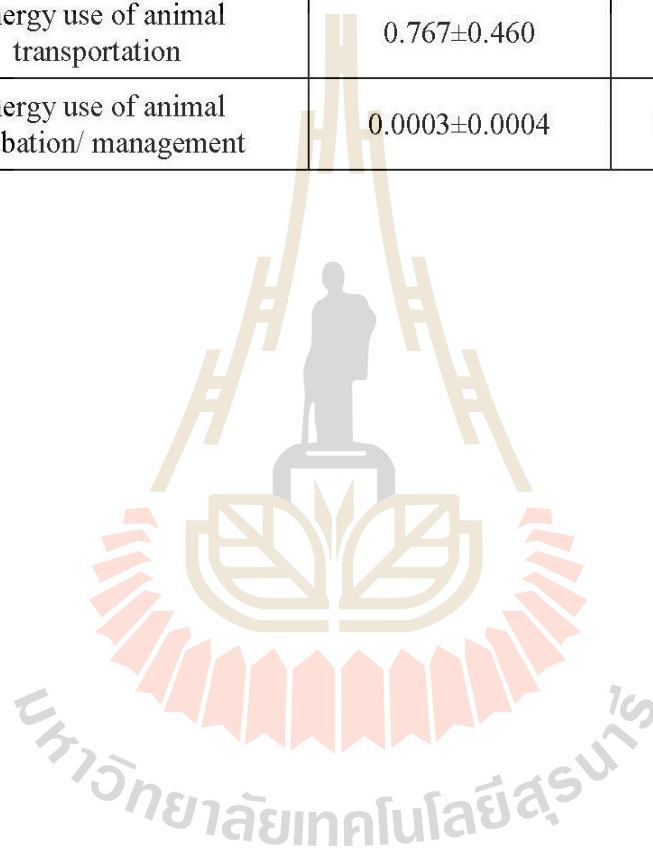 ergy use of animal
transportation
0.767±0.460
ergy use of animal
bation/ management
0.0003±0.0004
มหาวิทยาลัยเทคโนโลยีสุรนารี